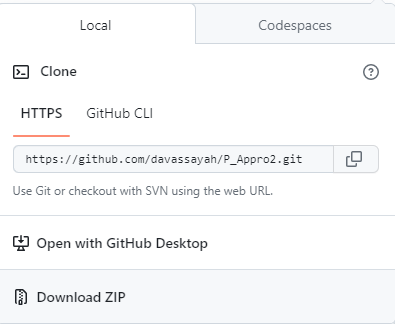 Local Codespaces
Clone
HTTPS GitHub CLI
https://github.com/davassayah/P_Appro2.git
Use Git or checkout with SVN using the web URL.
Open with GitHub Desktop
Download ZIP